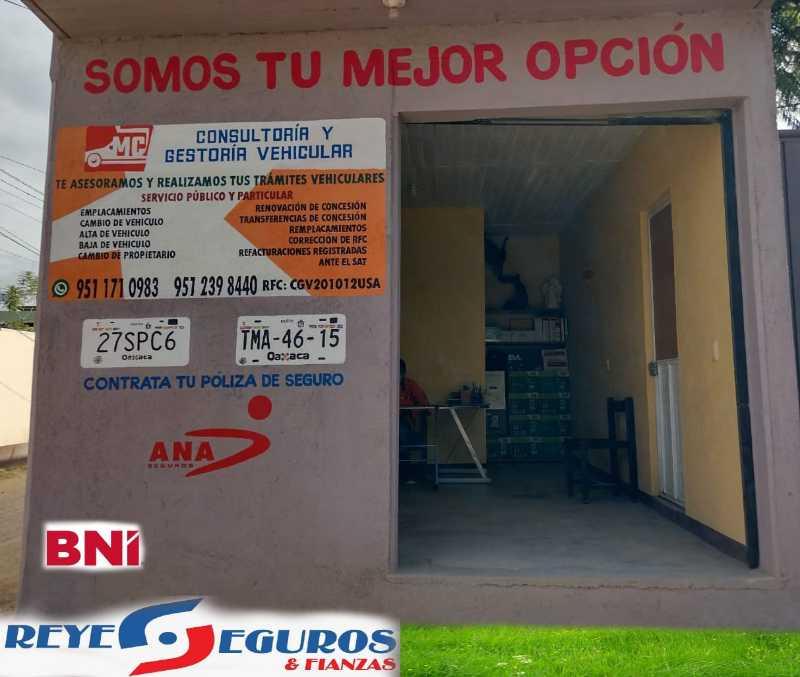 SOMOS TU MEJOR OPCIÓN
MC
CONSULTORÍA Y
GESTORÍA VEHICULAR
TE ASESORAMOS Y REALIZAMOS TUS TRÁMITES VEHICULARES
SERVICIO PÚBLICO Y PARTICULAR
EMPLACAMIENTOS
CAMBIO DE VEHICULO
ALTA DE VEHICULO
BAJA DE VEHICULO
CAMBIO DE PROPIETARIO
RENOVACIÓN DE CONCESIÓN
TRANSFERENCIAS DE CONCESIÓN
REMPLACAMIENTOS
CORRECCION DE RFC
REFACTURACIONES REGISTRADAS
ANTE EL SAT
951 171 0983 951 239 8440 RFC: CGV201012USA
27SPC6
Oaxaca
TMA-46-15
Oaxaca
CONTRATA TU PÓLIZA DE SEGURO
ANA
SEGUROS
BNI
REYES SEGUROS
& FIANZAS